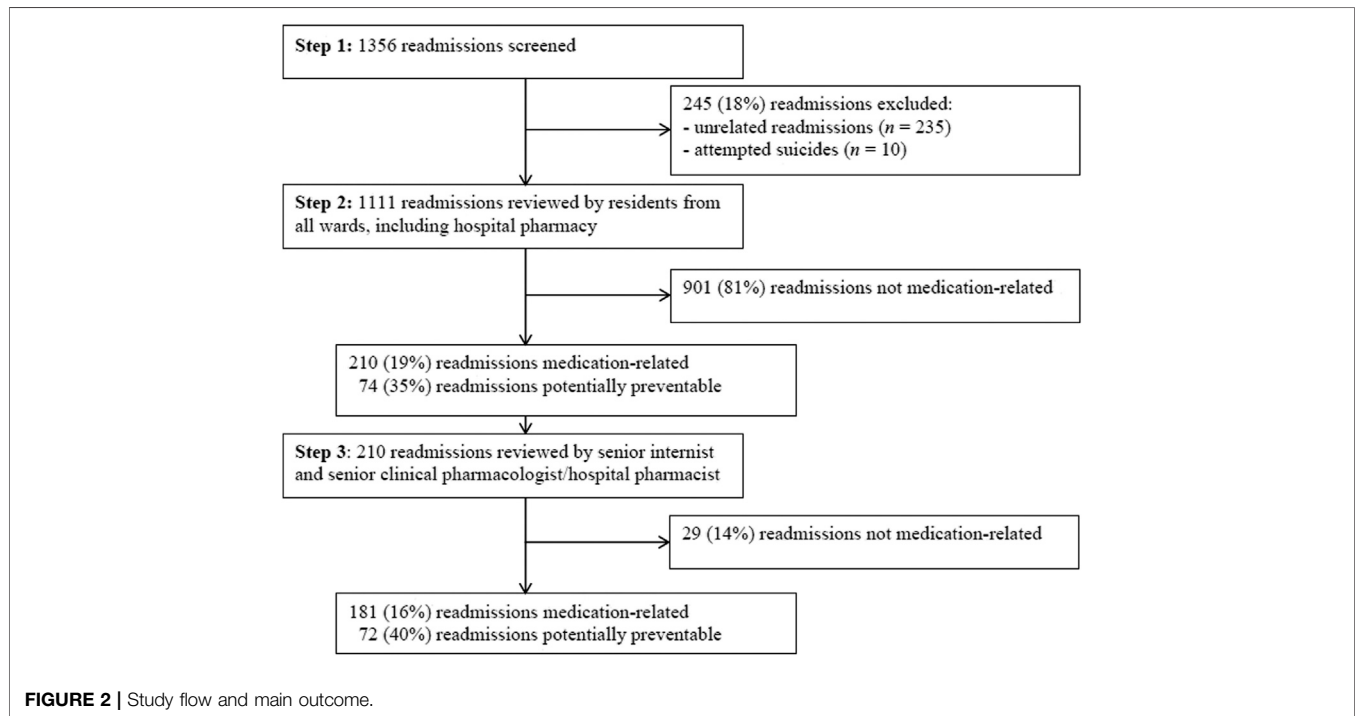 Step 1: 1356 readmissions screened
245 (18%) readmissions excluded:
- unrelated readmissions (n = 235)
- attempted suicides (n = 10)
Step 2: 1111 readmissions reviewed by residents from
all wards, including hospital pharmacy
901 (81%) readmissions not medication-related
210 (19%) readmissions medication-related
74 (35%) readmissions potentially preventable
Step 3: 210 readmissions reviewed by senior internist
and senior clinical pharmacologist/hospital pharmacist
29 (14%) readmissions not medication-related
181 (16%) readmissions medication-related
72 (40%) readmissions potentially preventable
FIGURE 2 | Study flow and main outcome.